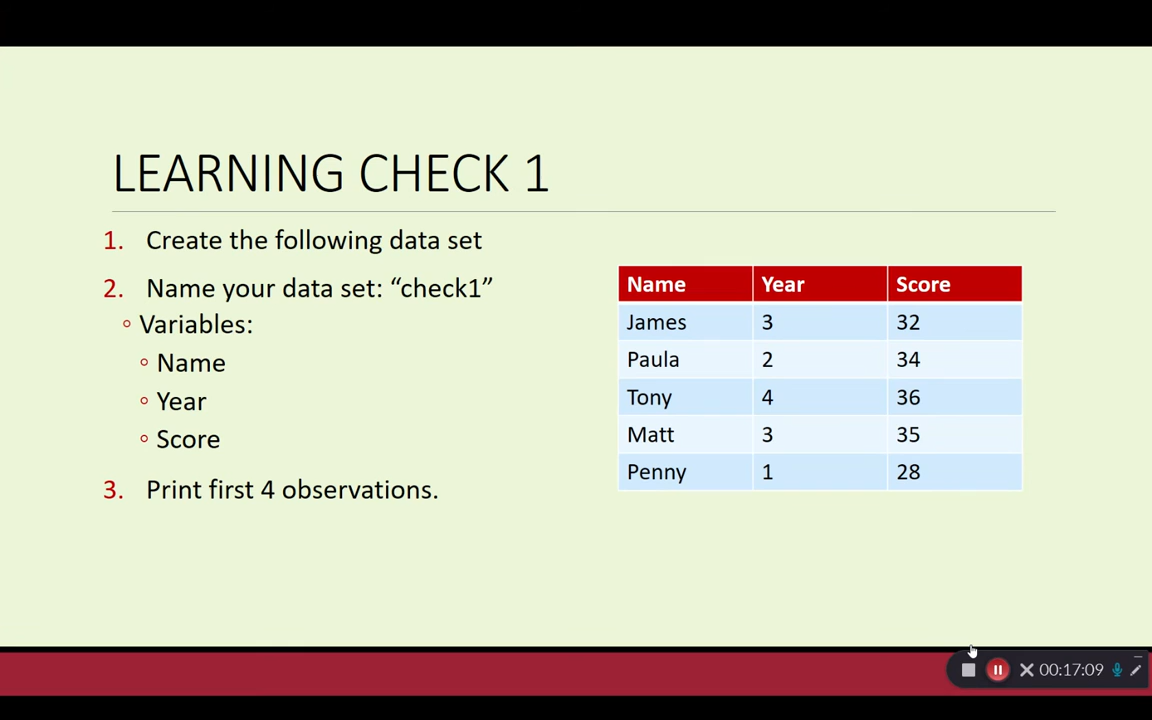 LEARNING CHECK 1
1. Create the following data set
2. Name your data set: “check1”
◦ Variables:
◦ Name
◦ Year
◦ Score
3. Print first 4 observations.
Name Year Score
James 3 32
Paula 2 34
Tony 4 36
Matt 3 35
Penny 1 28
00:17:09